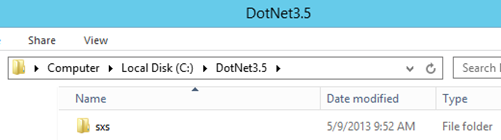 DotNet3.5
Share View
Computer Local Disk (C:) DotNet3.5 Search
Name Date modified Type
sxs 5/9/2013 9:52 AM File folder